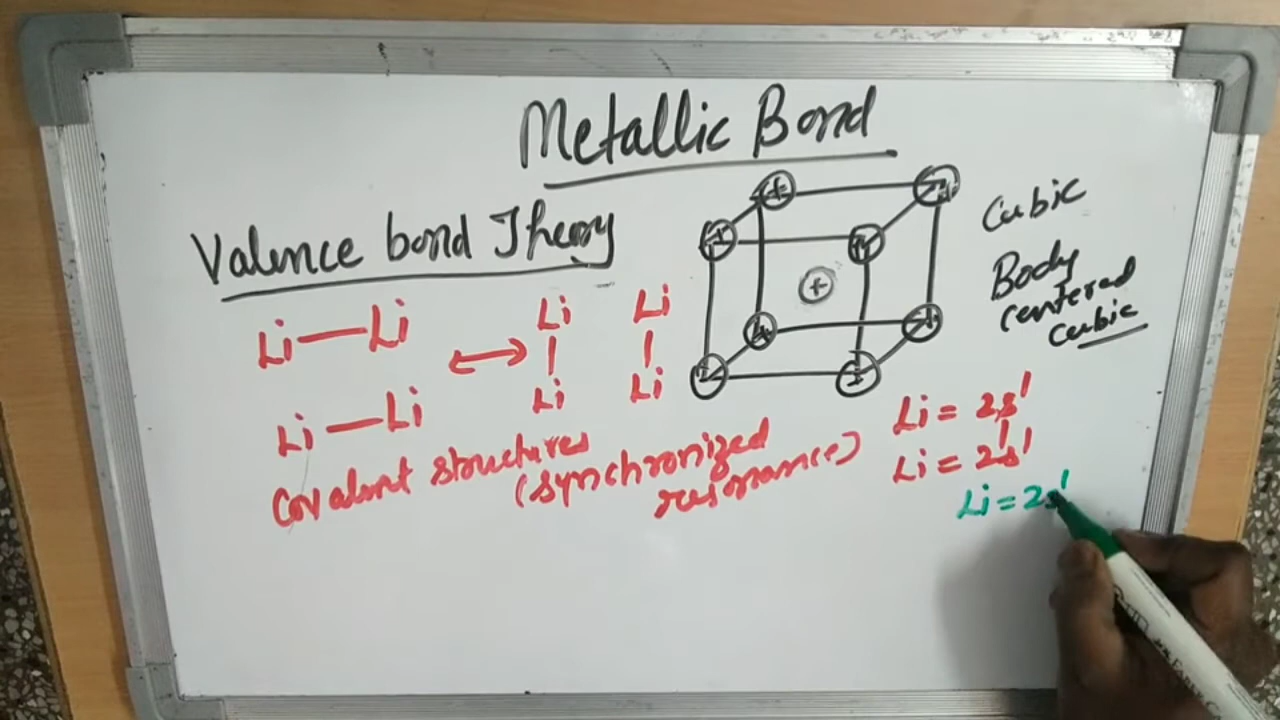 Metallic Bond
Valence bond Theory
Cubic
Body
centered
cubic
Li—Li
Li—Li
↔
Li
|
Li
Li
|
Li
Covalent structures
(synchronized
resonance)
Li = 2s¹
Li = 2s¹
Li = 2s¹